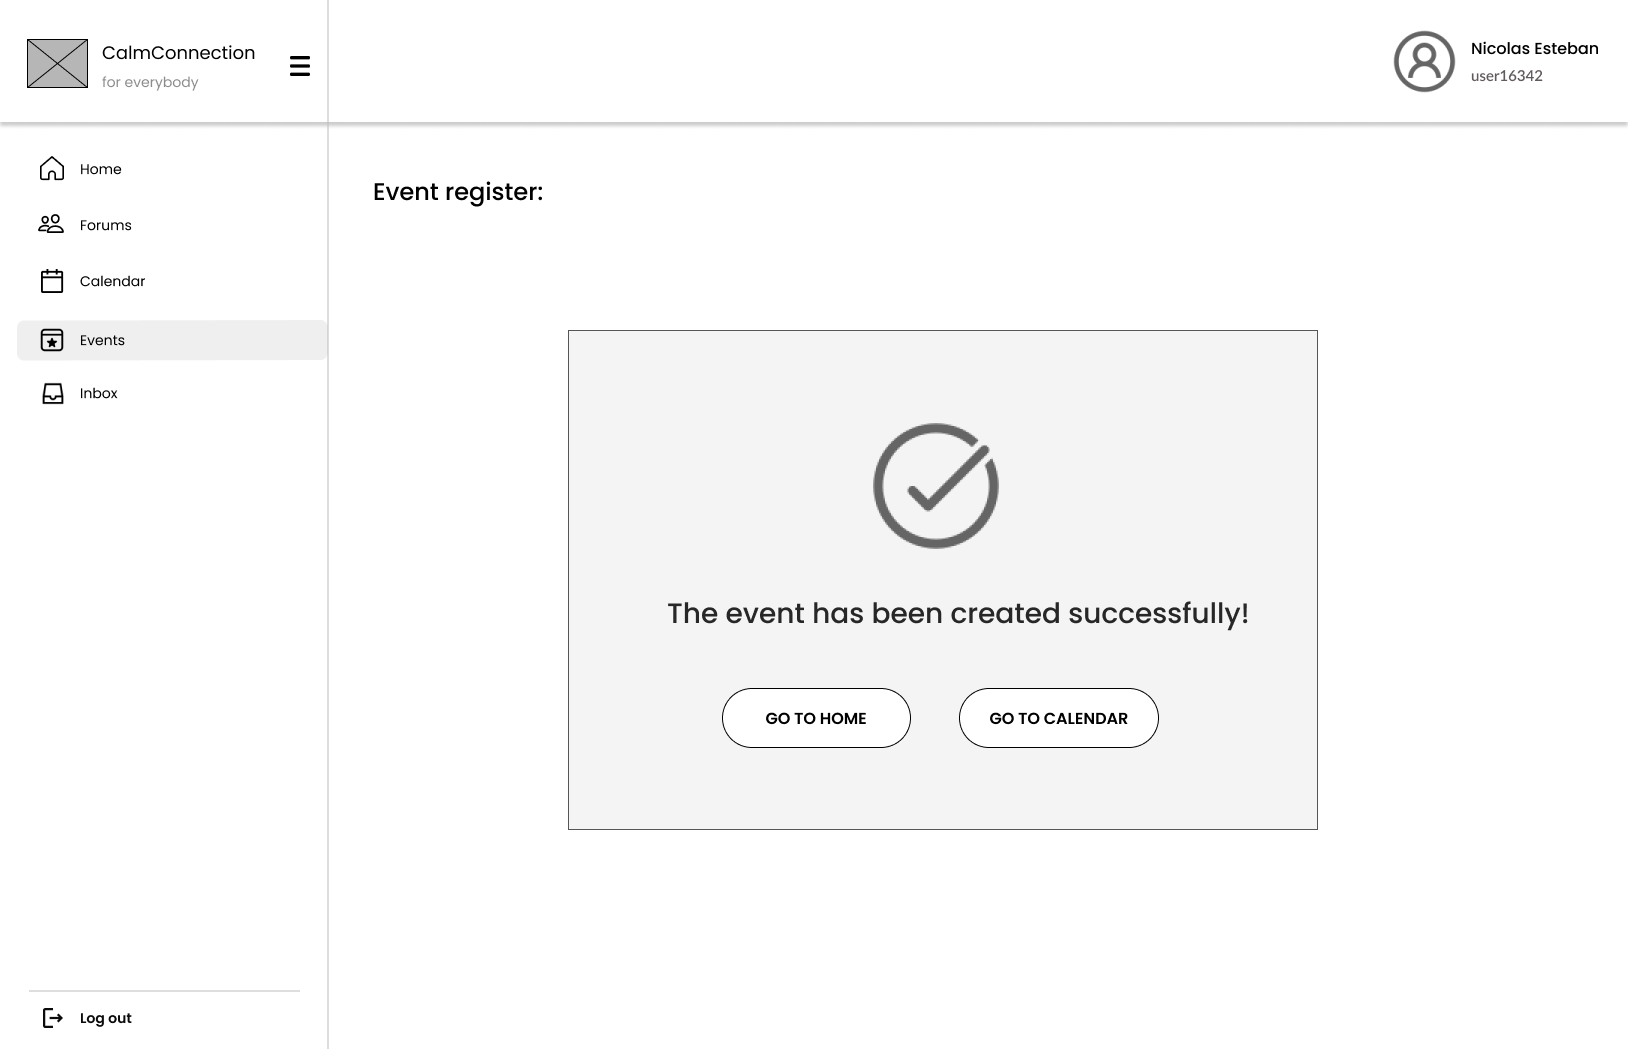 CalmConnection
for everybody
Nicolas Esteban
user16342
Home
Forums
Calendar
Events
Inbox
Log out
Event register:
The event has been created successfully!
GO TO HOME
GO TO CALENDAR